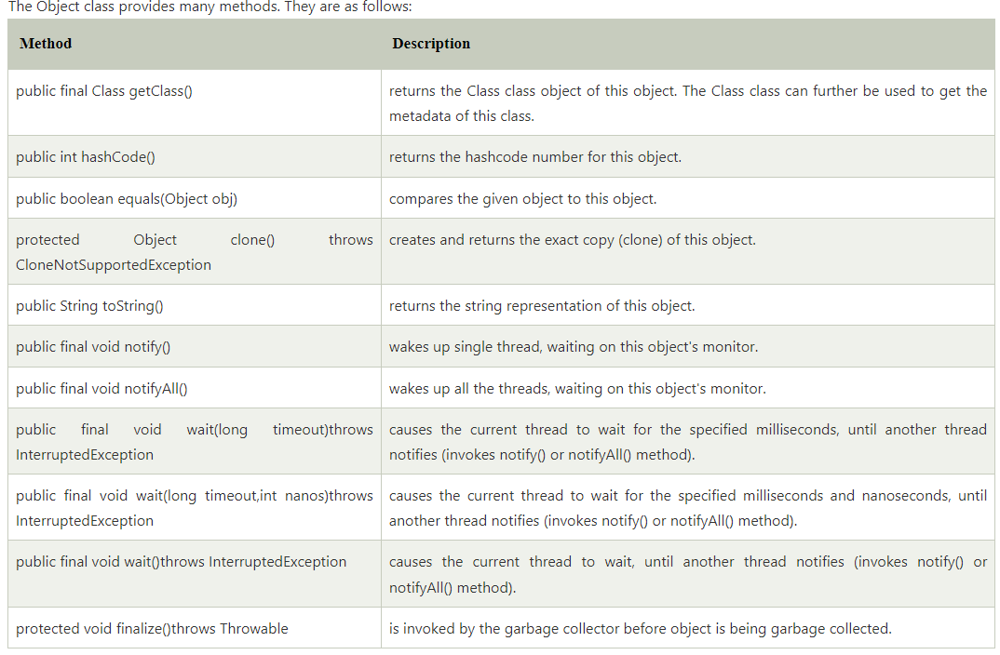 The Object class provides many methods. They are as follows:
Method Description
public final Class getClass() returns the Class class object of this object. The Class class can further be used to get the
metadata of this class.
public int hashCode() returns the hashcode number for this object.
public boolean equals(Object obj) compares the given object to this object.
protected Object clone() throws creates and returns the exact copy (clone) of this object.
CloneNotSupportedException
public String toString() returns the string representation of this object.
public final void notify() wakes up single thread, waiting on this object's monitor.
public final void notifyAll() wakes up all the threads, waiting on this object's monitor.
public final void wait(long timeout)throws causes the current thread to wait for the specified milliseconds, until another thread
InterruptedException notifies (invokes notify() or notifyAll() method).
public final void wait(long timeout,int nanos)throws causes the current thread to wait for the specified milliseconds and nanoseconds, until
InterruptedException another thread notifies (invokes notify() or notifyAll() method).
public final void wait()throws InterruptedException causes the current thread to wait, until another thread notifies (invokes notify() or
notifyAll() method).
protected void finalize()throws Throwable is invoked by the garbage collector before object is being garbage collected.